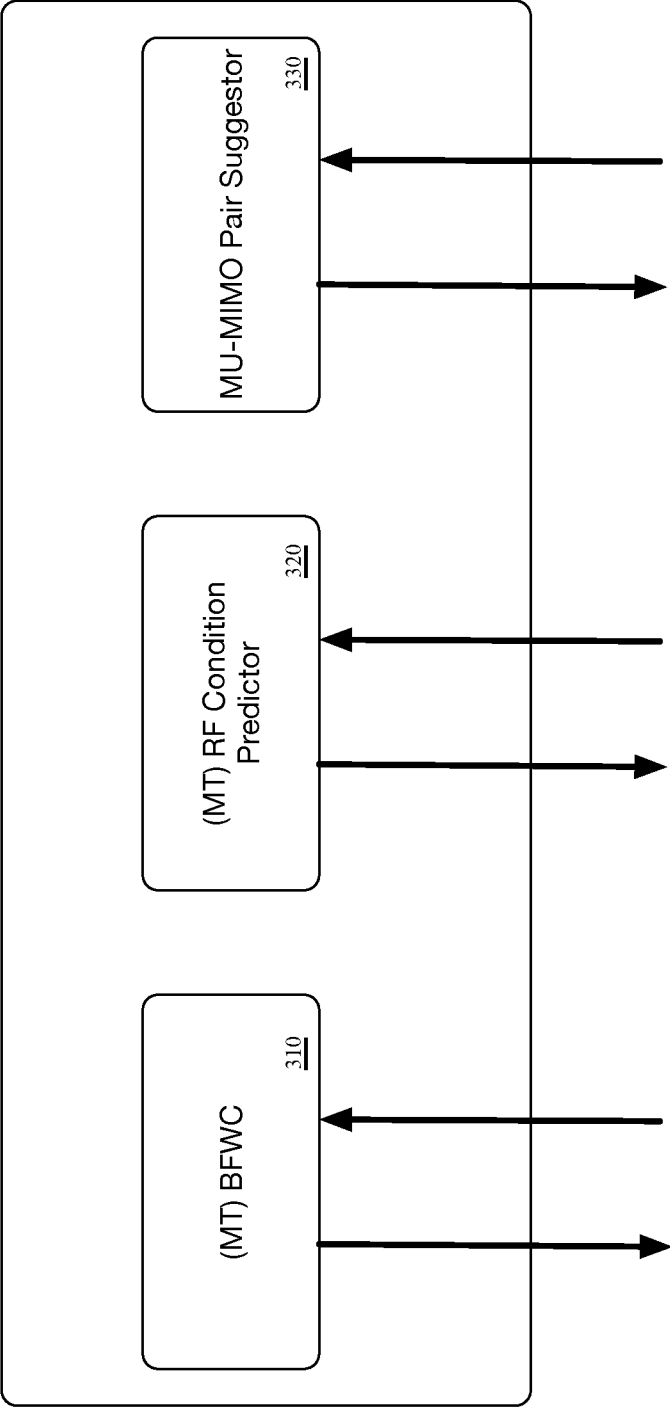 (MT) BFWC
310
(MT) RF Condition
Predictor
320
MU-MIMO Pair Suggestor
330